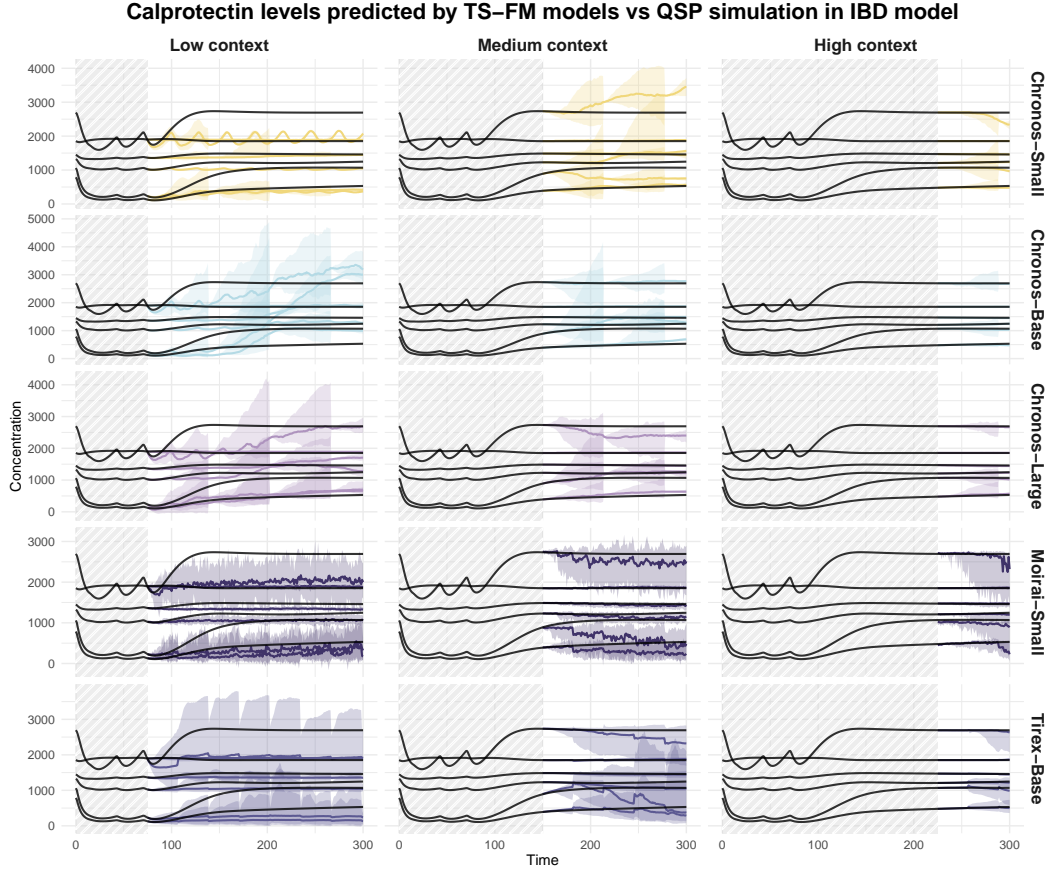 Calprotectin levels predicted by TS−FM models vs QSP simulation in IBD model
Low context
Medium context
High context
4000
3000
2000
1000
0
Chronos−Small
5000
4000
3000
2000
1000
0
Chronos−Base
4000
3000
2000
1000
0
Chronos−Large
3000
2000
1000
0
Moirai−Small
3000
2000
1000
0
Tirex−Base
Concentration
0 100 200 300 0 100 200 300 0 100 200 300
Time